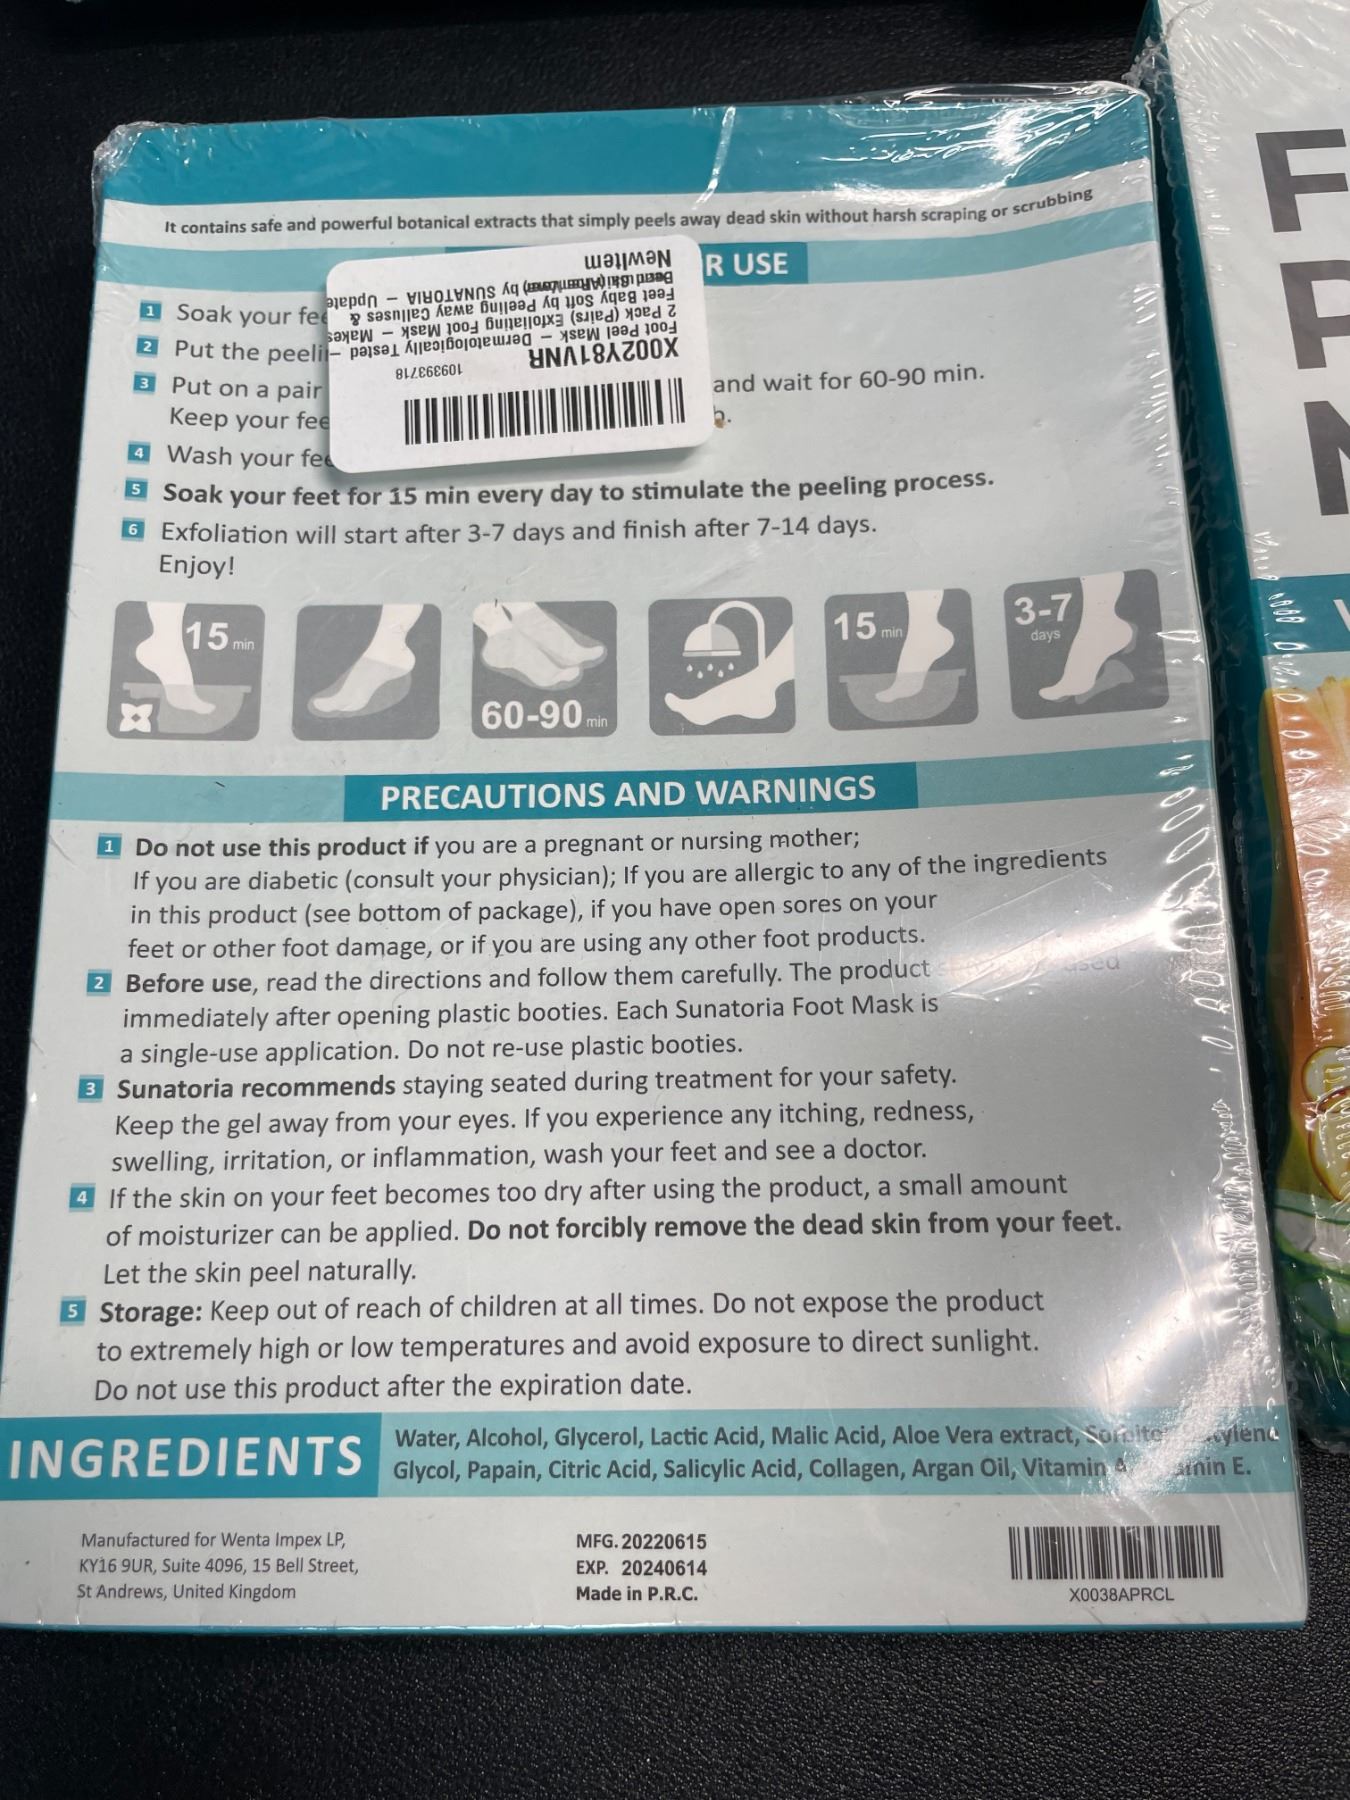 It contains safe and powerful botanical extracts that simply peels away dead skin without harsh scraping or scrubbing
R USE
1 Soak your fee
2 Put the peeli
3 Put on a pair
and wait for 60-90 min.
Keep your fee
h.
4 Wash your fee
5 Soak your feet for 15 min every day to stimulate the peeling process.
6 Exfoliation will start after 3-7 days and finish after 7-14 days.
Enjoy!
109393718
X002Y81VNR
Foot Peel Mask – Dermatologically Tested –
2 Pack (Pairs) Exfoliating Foot Mask – Makes
Feet Baby Soft by Peeling away Calluses &
by SUNATORIA – Update
NewItem
15 min
60-90 min
15 min
3-7
days
PRECAUTIONS AND WARNINGS
1 Do not use this product if you are a pregnant or nursing mother;
If you are diabetic (consult your physician); If you are allergic to any of the ingredients
in this product (see bottom of package), if you have open sores on your
feet or other foot damage, or if you are using any other foot products.
2 Before use, read the directions and follow them carefully. The product used
immediately after opening plastic booties. Each Sunatoria Foot Mask is
a single-use application. Do not re-use plastic booties.
3 Sunatoria recommends staying seated during treatment for your safety.
Keep the gel away from your eyes. If you experience any itching, redness,
swelling, irritation, or inflammation, wash your feet and see a doctor.
4 If the skin on your feet becomes too dry after using the product, a small amount
of moisturizer can be applied. Do not forcibly remove the dead skin from your feet.
Let the skin peel naturally.
5 Storage: Keep out of reach of children at all times. Do not expose the product
to extremely high or low temperatures and avoid exposure to direct sunlight.
Do not use this product after the expiration date.
INGREDIENTS
Water, Alcohol, Glycerol, Lactic Acid, Malic Acid, Aloe Vera extract,
Glycol, Papain, Citric Acid, Salicylic Acid, Collagen, Argan Oil, Vitamin A E.
Manufactured for Wenta Impex LP,
KY16 9UR, Suite 4096, 15 Bell Street,
St Andrews, United Kingdom
MFG. 20220615
EXP. 20240614
Made in P.R.C.
X0038APRCL
F
P